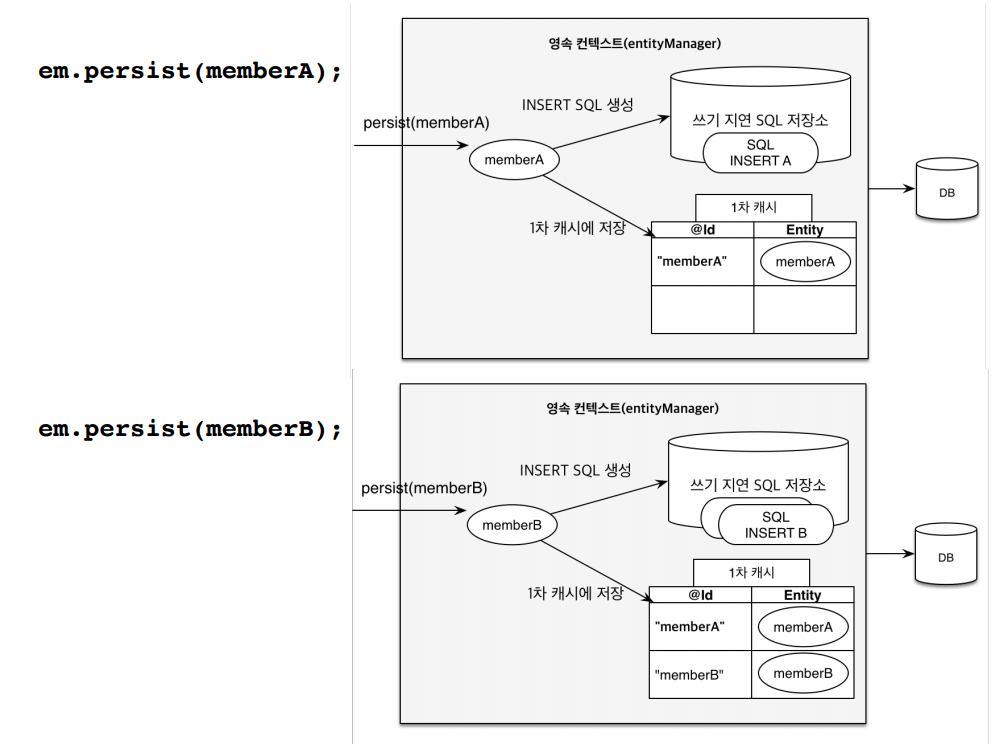 em.persist(memberA);
영속 컨텍스트(entityManager)
INSERT SQL 생성
persist(memberA)
memberA
쓰기 지연 SQL 저장소
SQL
INSERT A
1차 캐시에 저장
1차 캐시
@Id
Entity
"memberA"
memberA
DB
em.persist(memberB);
영속 컨텍스트(entityManager)
INSERT SQL 생성
persist(memberB)
memberB
쓰기 지연 SQL 저장소
SQL
INSERT B
1차 캐시에 저장
1차 캐시
@Id
Entity
"memberA"
memberA
"memberB"
memberB
DB